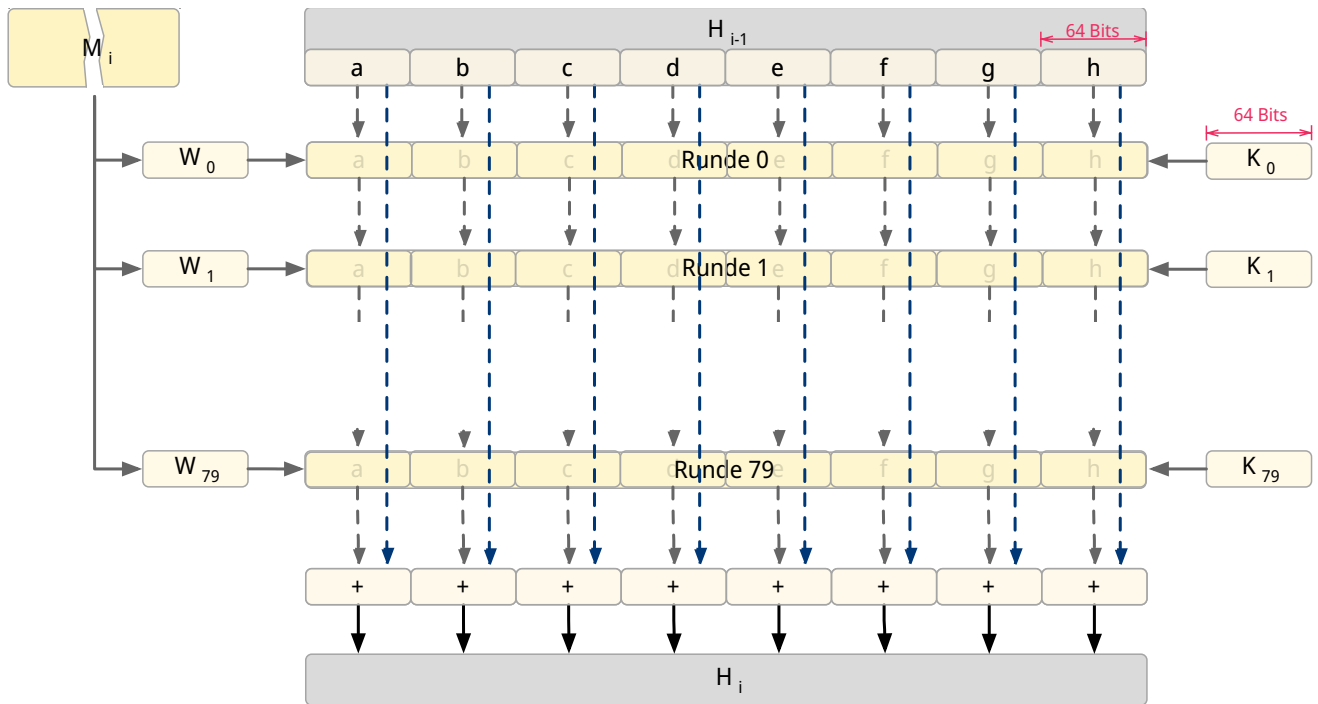 M i
H i-1
64 Bits
a b c d e f g h
64 Bits
W 0
a b c d e f g h
Runde 0
K 0
W 1
a b c d e f g h
Runde 1
K 1
W 79
a b c d e f g h
Runde 79
K 79
+ + + + + + + +
H i